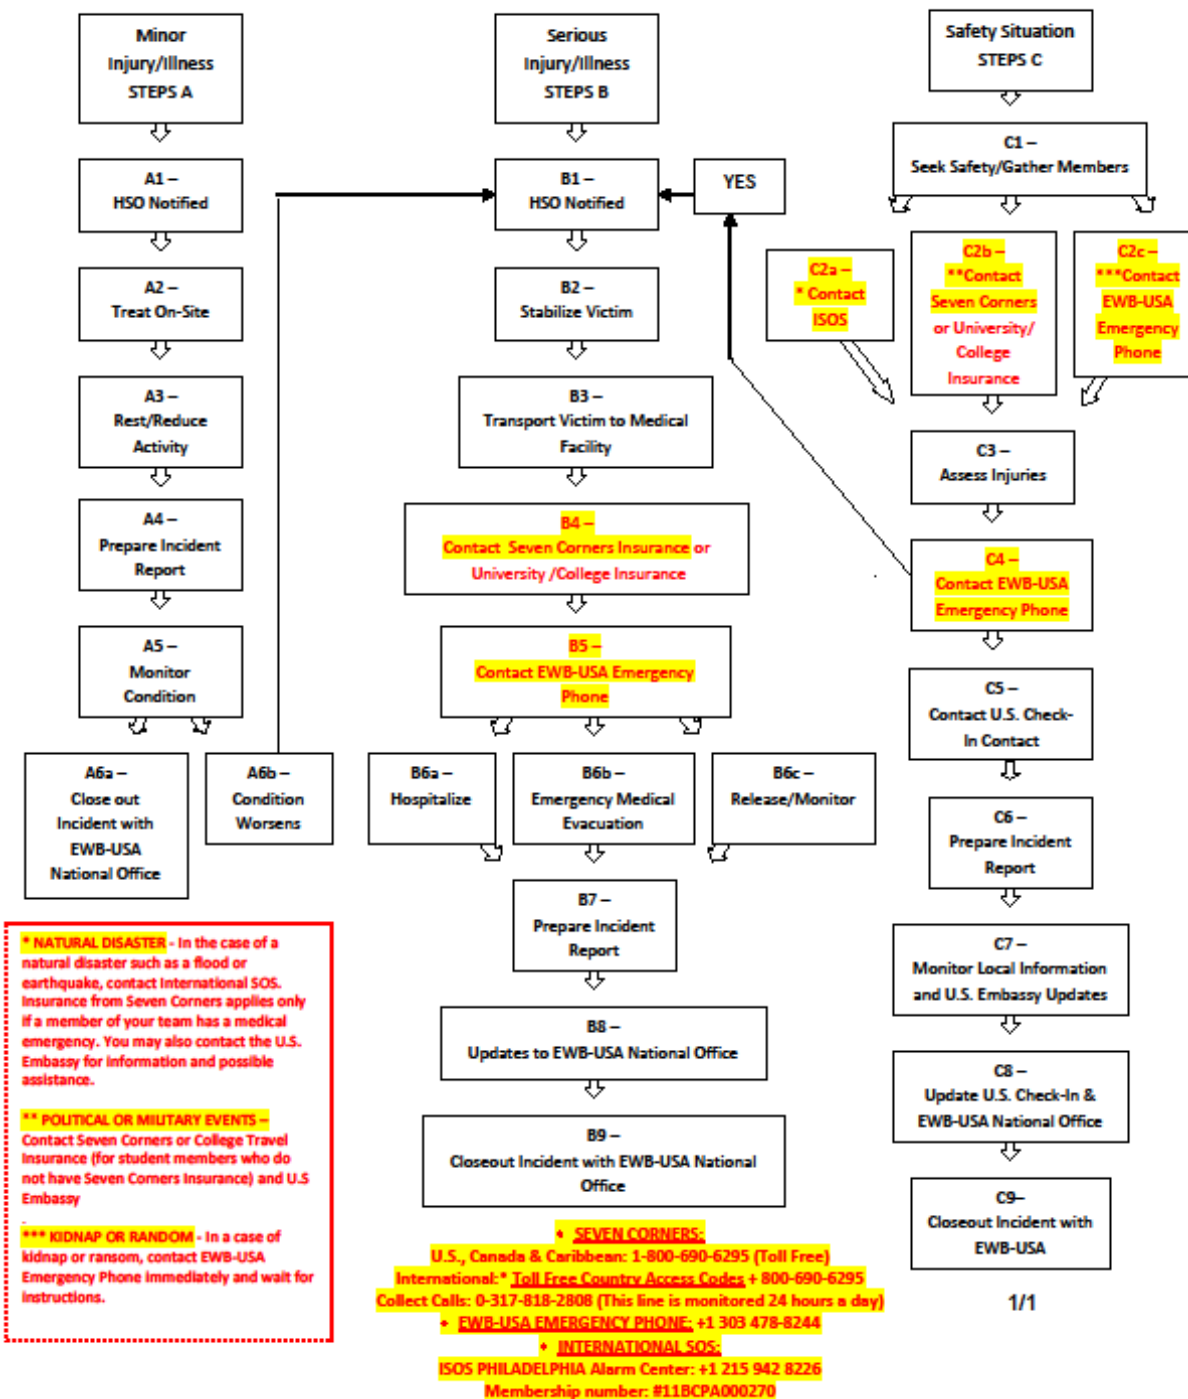 Minor
Injury/Illness
STEPS A
A1 –
HSO Notified
A2 –
Treat On-Site
A3 –
Rest/Reduce
Activity
A4 –
Prepare Incident
Report
A5 –
Monitor
Condition
A6a –
Close out
Incident with
EWB-USA
National Office
A6b –
Condition
Worsens
Serious
Injury/Illness
STEPS B
B1 –
HSO Notified
YES
B2 –
Stabilize Victim
B3 –
Transport Victim to Medical
Facility
B4 –
Contact Seven Corners Insurance or
University /College Insurance
B5 –
Contact EWB-USA Emergency
Phone
B6a –
Hospitalize
B6b –
Emergency Medical
Evacuation
B6c –
Release/Monitor
B7 –
Prepare Incident
Report
B8 –
Updates to EWB-USA National Office
B9 –
Closeout Incident with EWB-USA National
Office
Safety Situation
STEPS C
C1 –
Seek Safety/Gather Members
C2a –
* Contact
ISOS
C2b –
**Contact
Seven Corners
or University/
College
Insurance
C2c –
***Contact
EWB-USA
Emergency
Phone
C3 –
Assess Injuries
C4 –
Contact EWB-USA
Emergency Phone
C5 –
Contact U.S. Check-
In Contact
C6 –
Prepare Incident
Report
C7 –
Monitor Local Information
and U.S. Embassy Updates
C8 –
Update U.S. Check-In &
EWB-USA National Office
C9–
Closeout Incident with
EWB-USA
1/1
* NATURAL DISASTER - In the case of a
natural disaster such as a flood or
earthquake, contact International SOS.
Insurance from Seven Corners applies only
if a member of your team has a medical
emergency. You may also contact the U.S.
Embassy for information and possible
assistance.
** POLITICAL OR MILITARY EVENTS –
Contact Seven Corners or College Travel
Insurance (for student members who do
not have Seven Corners Insurance) and U.S
Embassy
.
*** KIDNAP OR RANDOM - In a case of
kidnap or ransom, contact EWB-USA
Emergency Phone immediately and wait for
instructions.
• SEVEN CORNERS:
U.S., Canada & Caribbean: 1-800-690-6295 (Toll Free)
International:* Toll Free Country Access Codes + 800-690-6295
Collect Calls: 0-317-818-2808 (This line is monitored 24 hours a day)
• EWB-USA EMERGENCY PHONE: +1 303 478-8244
• INTERNATIONAL SOS:
ISOS PHILADELPHIA Alarm Center: +1 215 942 8226
Membership number: #11BCPA000270